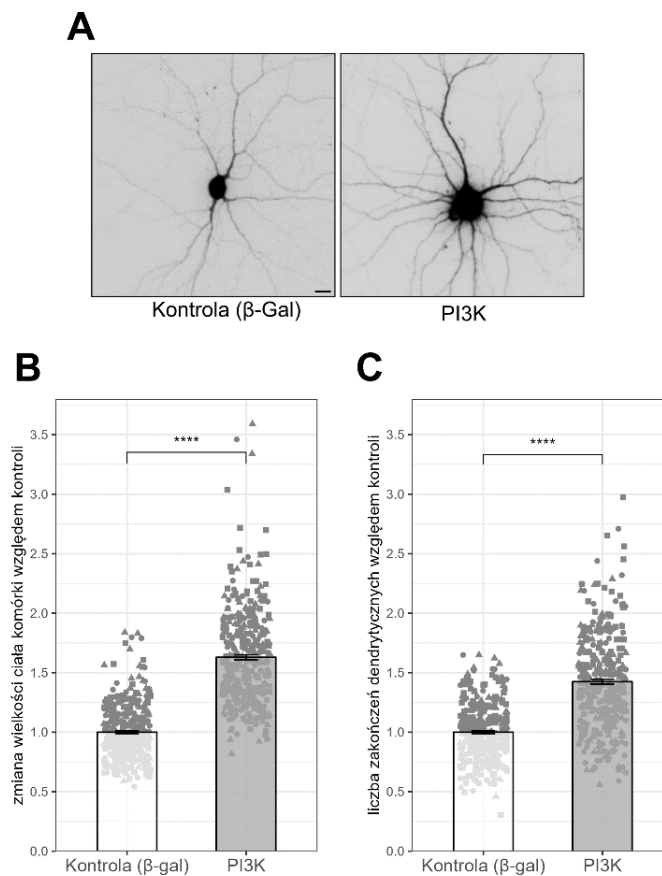 A
Kontrola (β-Gal)
PI3K
B
zmiana wielkości ciała komórki względem kontroli
3.5
3.0
2.5
2.0
1.5
1.0
0.5
0.0
****
Kontrola (β-gal)
PI3K
C
liczba zakończeń dendrytycznych względem kontroli
3.5
3.0
2.5
2.0
1.5
1.0
0.5
0.0
****
Kontrola (β-gal)
PI3K